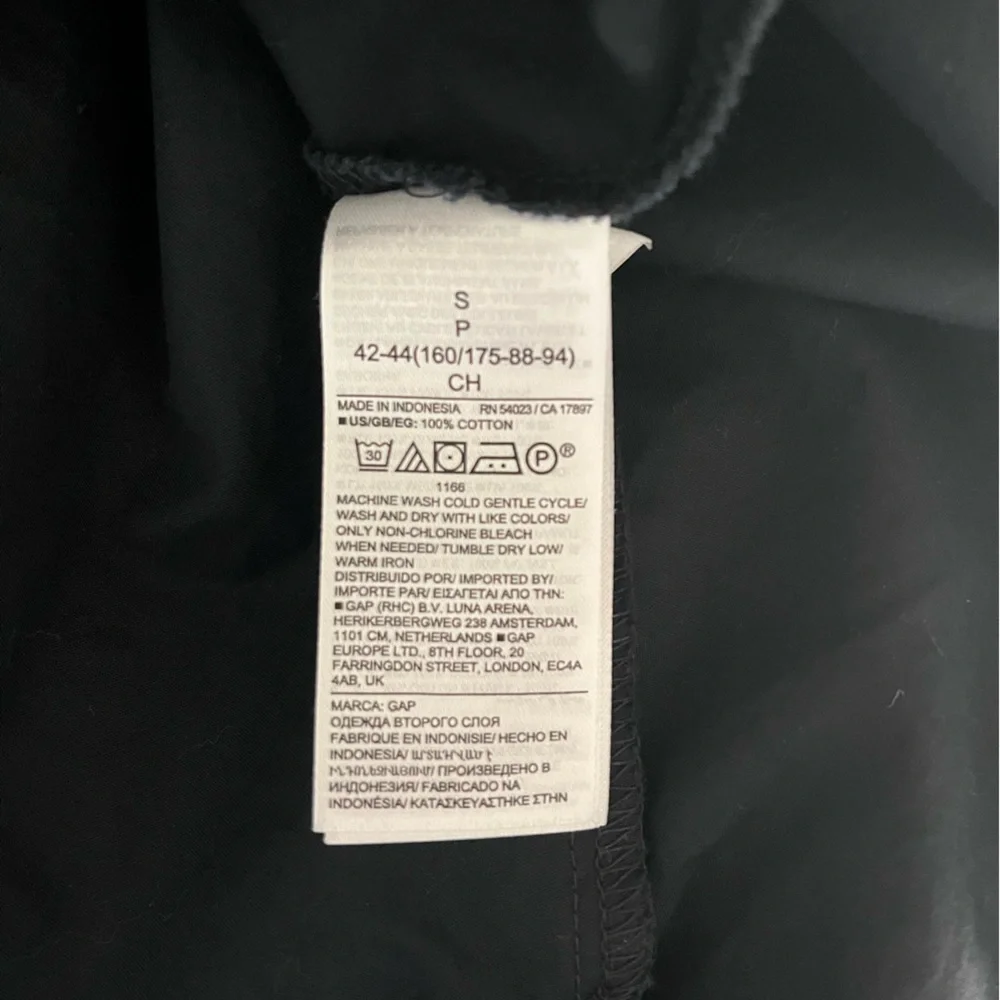 S
P
42-44(160/175-88-94)
CH
MADE IN INDONESIA RN 54023 / CA 17897
■US/GB/EG: 100% COTTON
30 P ®
1166
MACHINE WASH COLD GENTLE CYCLE/
WASH AND DRY WITH LIKE COLORS/
ONLY NON-CHLORINE BLEACH
WHEN NEEDED/ TUMBLE DRY LOW/
WARM IRON
DISTRIBUIDO POR/ IMPORTED BY/
IMPORTE PAR/ ΕΙΣΑΓΕΤΑΙ ΑΠΟ ΤΗΝ:
■GAP (RHC) B.V. LUNA ARENA,
HERIKERBERGWEG 238 AMSTERDAM,
1101 CM, NETHERLANDS ■GAP
EUROPE LTD., 8TH FLOOR, 20
FARRINGDON STREET, LONDON, EC4A
4AB, UK
MARCA: GAP
ОДЕЖДА ВТОРОГО СЛОЯ
FABRIQUE EN INDONISIE/ HECHO EN
INDONESIA/
ПРОИЗВЕДЕНО В
ИНДОНЕЗИЯ/ FABRICADO NA
INDONÉSIA/ ΚΑΤΑΣΚΕΥΑΣΤΗΚΕ ΣΤΗΝ